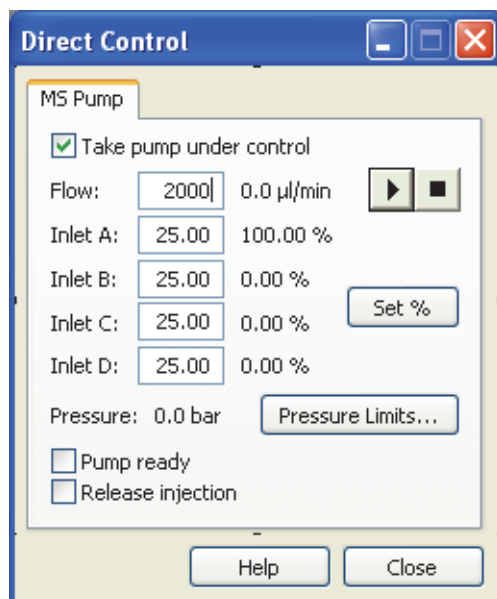 Direct Control
MS Pump
Take pump under control
Flow: 2000 0.0 µl/min
Inlet A: 25.00 100.00 %
Inlet B: 25.00 0.00 %
Set %
Inlet C: 25.00 0.00 %
Inlet D: 25.00 0.00 %
Pressure: 0.0 bar Pressure Limits...
Pump ready
Release injection
Help Close